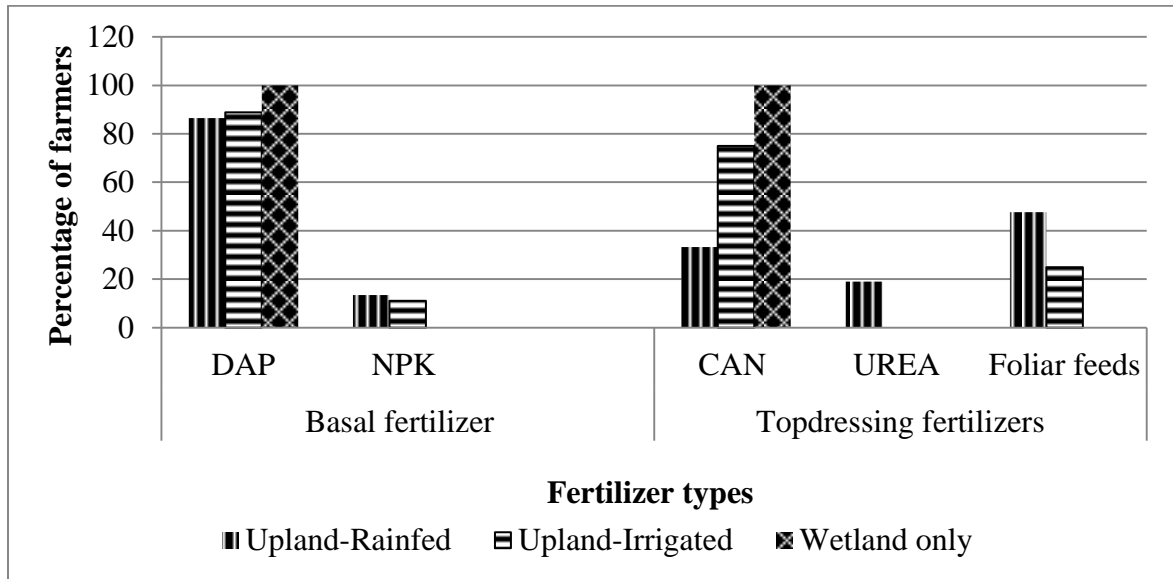 Percentage of farmers
120
100
80
60
40
20
0
DAP NPK CAN UREA Foliar feeds
Basal fertilizer Topdressing fertilizers
Fertilizer types
Upland-Rainfed Upland-Irrigated Wetland only